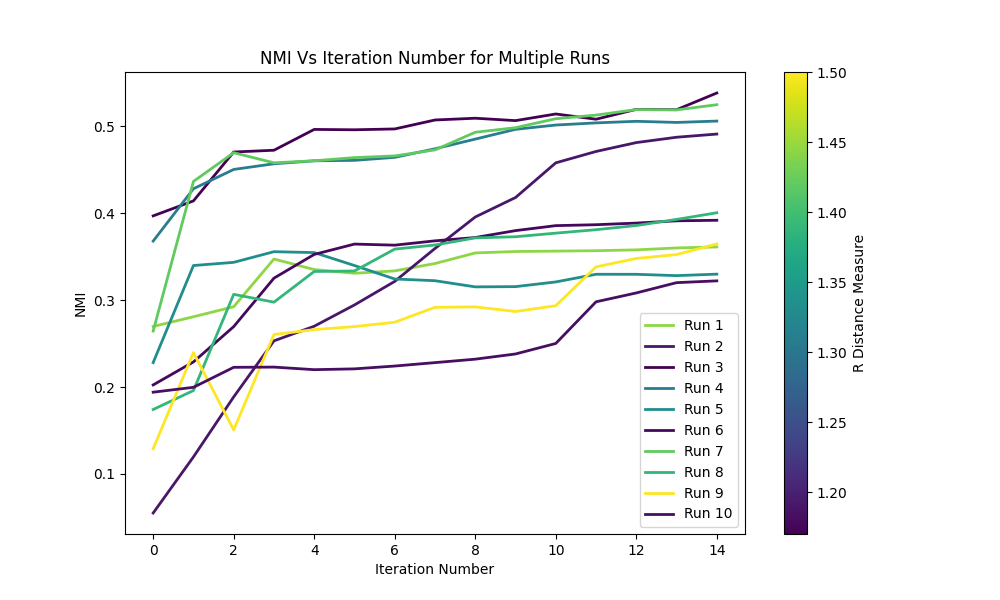 NMI Vs Iteration Number for Multiple Runs
NMI
0.5
0.4
0.3
0.2
0.1
0 2 4 6 8 10 12 14
Iteration Number
Run 1
Run 2
Run 3
Run 4
Run 5
Run 6
Run 7
Run 8
Run 9
Run 10
1.50
1.45
1.40
1.35
1.30
1.25
1.20
R Distance Measure